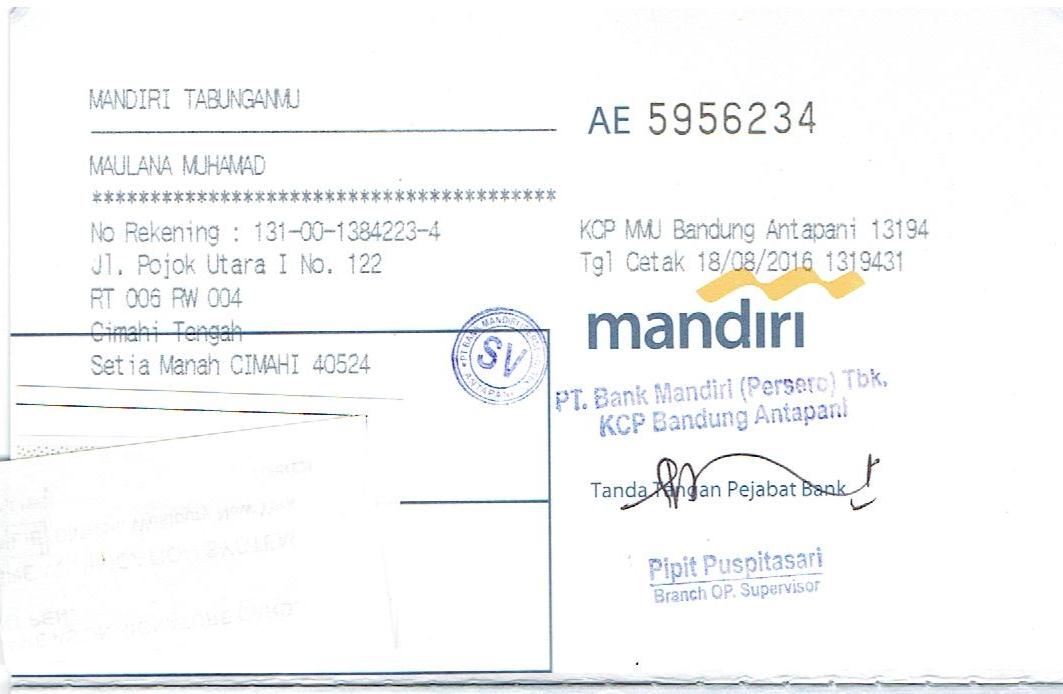 MANDIRI TABUNGANMU
AE 5956234
MAULANA MUHAMAD
****************************************
No Rekening : 131-00-1384223-4
Jl. Pojok Utara I No. 122
RT 006 RW 004
Cimahi Tengah
Setia Manah CIMAHI 40524
KCP MMU Bandung Antapani 13194
Tgl Cetak 18/08/2016 1319431
mandiri
SV
ANTAPANI
PT. Bank Mandiri (Persero) Tbk.
KCP Bandung Antapani
Tanda Tangan Pejabat Bank
Pipit Puspitasari
Branch OP. Supervisor